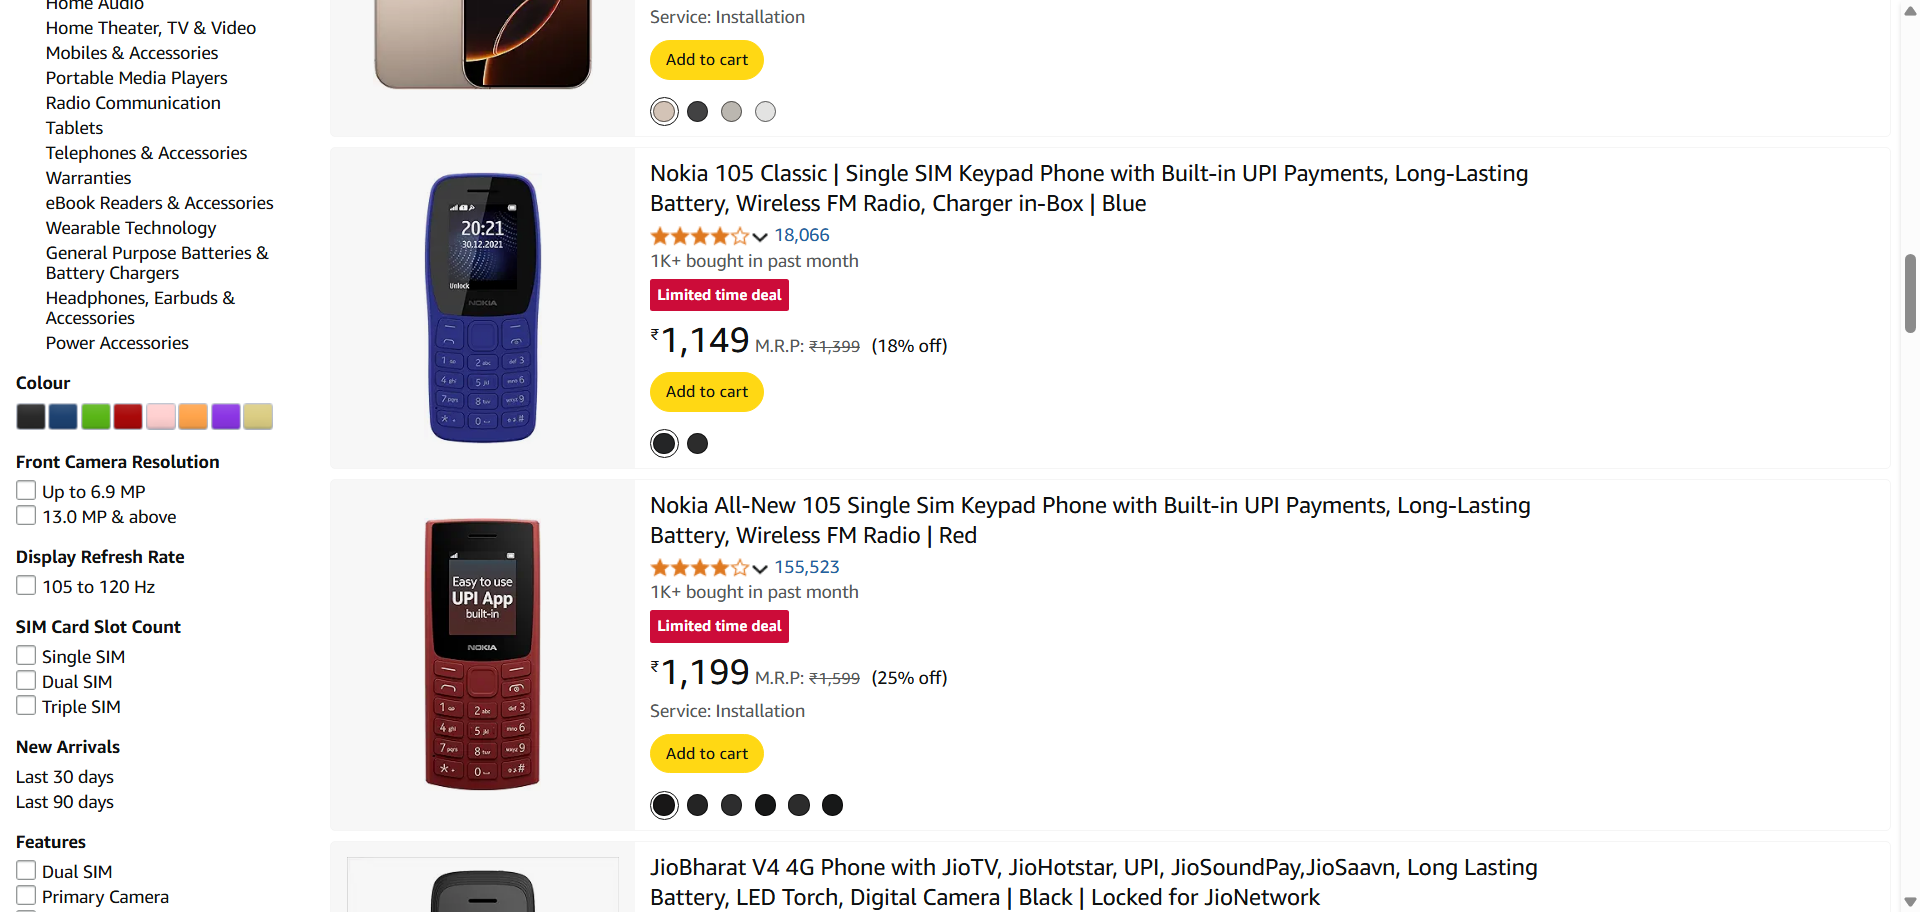 Home Audio
Home Theater, TV & Video
Mobiles & Accessories
Portable Media Players
Radio Communication
Tablets
Telephones & Accessories
Warranties
eBook Readers & Accessories
Wearable Technology
General Purpose Batteries &
Battery Chargers
Headphones, Earbuds &
Accessories
Power Accessories
Colour
Front Camera Resolution
Up to 6.9 MP
13.0 MP & above
Display Refresh Rate
105 to 120 Hz
SIM Card Slot Count
Single SIM
Dual SIM
Triple SIM
New Arrivals
Last 30 days
Last 90 days
Features
Dual SIM
Primary Camera
Service: Installation
Add to cart
20:21
30.12.2021
Unlock
NOKIA
Nokia 105 Classic | Single SIM Keypad Phone with Built-in UPI Payments, Long-Lasting
Battery, Wireless FM Radio, Charger in-Box | Blue
18,066
1K+ bought in past month
Limited time deal
₹1,149 M.R.P: ₹1,399 (18% off)
Add to cart
Easy to use
UPI App
built-in
NOKIA
Nokia All-New 105 Single Sim Keypad Phone with Built-in UPI Payments, Long-Lasting
Battery, Wireless FM Radio | Red
155,523
1K+ bought in past month
Limited time deal
₹1,199 M.R.P: ₹1,599 (25% off)
Service: Installation
Add to cart
JioBharat V4 4G Phone with JioTV, JioHotstar, UPI, JioSoundPay,JioSaavn, Long Lasting
Battery, LED Torch, Digital Camera | Black | Locked for JioNetwork